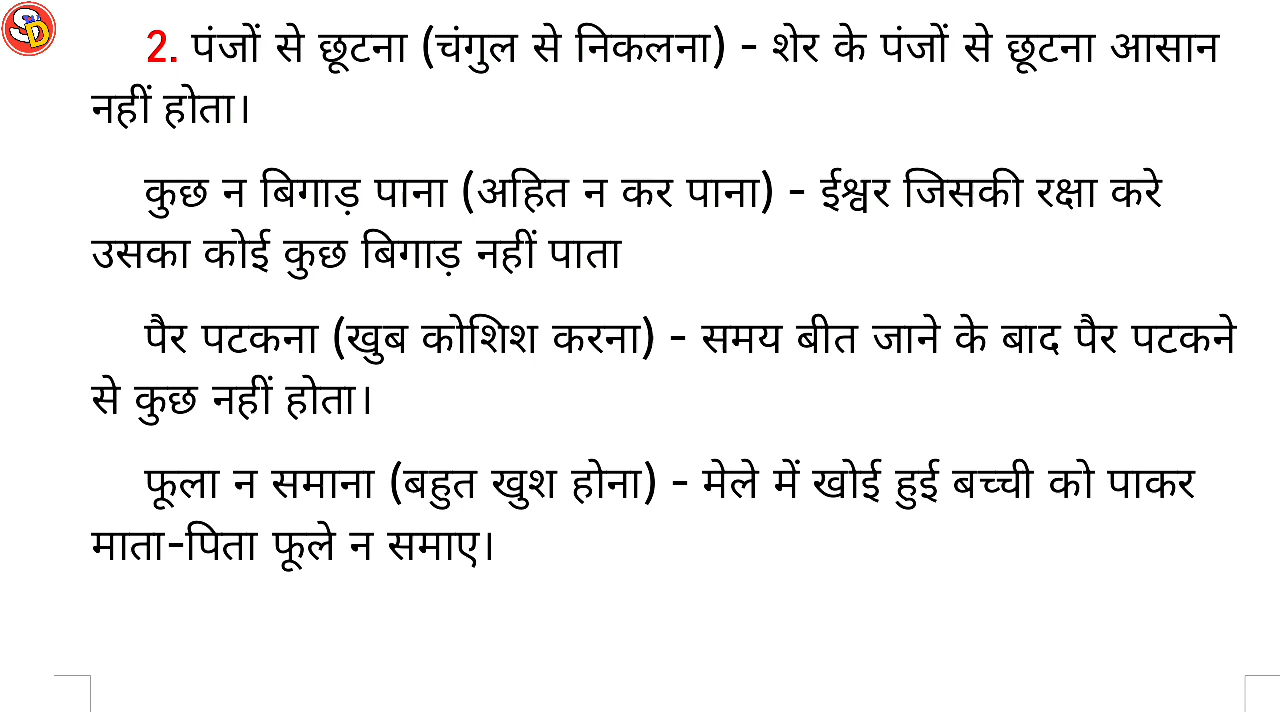 2. पंजों से छूटना (चंगुल से निकलना) - शेर के पंजों से छूटना आसान
नहीं होता।
कुछ न बिगाड़ पाना (अहित न कर पाना) - ईश्वर जिसकी रक्षा करे
उसका कोई कुछ बिगाड़ नहीं पाता
पैर पटकना (खुब कोशिश करना) - समय बीत जाने के बाद पैर पटकने
से कुछ नहीं होता।
फूला न समाना (बहुत खुश होना) - मेले में खोई हुई बच्ची को पाकर
माता-पिता फूले न समाए।